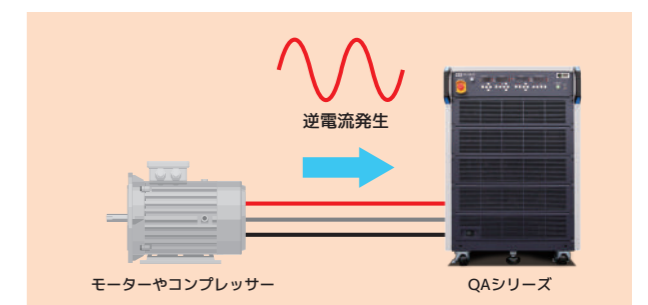 逆電流発生
モーターやコンプレッサー
QAシリーズ